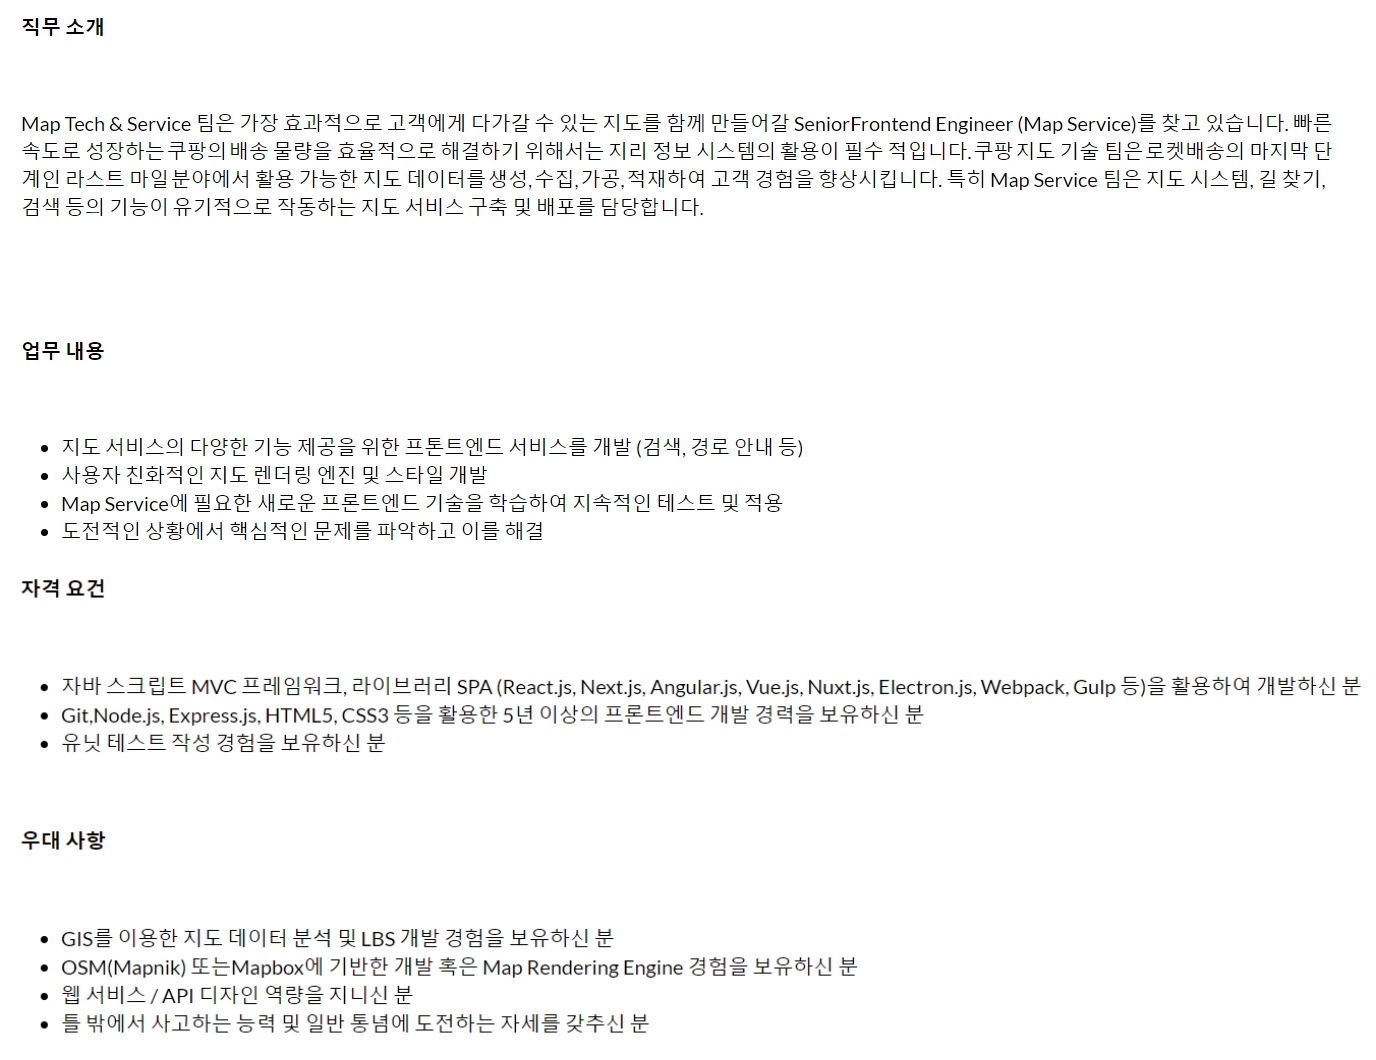 직무 소개
Map Tech & Service 팀은 가장 효과적으로 고객에게 다가갈 수 있는 지도를 함께 만들어갈 SeniorFrontend Engineer (Map Service)를 찾고 있습니다. 빠른
속도로 성장하는 쿠팡의 배송 물량을 효율적으로 해결하기 위해서는 지리 정보 시스템의 활용이 필수 적입니다. 쿠팡 지도 기술 팀은 로켓배송의 마지막 단
계인 라스트 마일 분야에서 활용 가능한 지도 데이터를 생성, 수집, 가공, 적재하여 고객 경험을 향상시킵니다. 특히 Map Service 팀은 지도 시스템, 길 찾기,
검색 등의 기능이 유기적으로 작동하는 지도 서비스 구축 및 배포를 담당합니다.
업무 내용
• 지도 서비스의 다양한 기능 제공을 위한 프톤트엔드 서비스를 개발 (검색, 경로 안내 등)
• 사용자 친화적인 지도 렌더링 엔진 및 스타일 개발
• Map Service에 필요한 새로운 프론트엔드 기술을 학습하여 지속적인 테스트 및 적용
• 도전적인 상황에서 핵심적인 문제를 파악하고 이를 해결
자격 요건
• 자바 스크립트 MVC 프레임워크, 라이브러리 SPA (React.js, Next.js, Angular.js, Vue.js, Nuxt.js, Electron.js, Webpack, Gulp 등)을 활용하여 개발하신 분
• Git,Node.js, Express.js, HTML5, CSS3 등을 활용한 5년 이상의 프론트엔드 개발 경력을 보유하신 분
• 유닛 테스트 작성 경험을 보유하신 분
우대 사항
• GIS를 이용한 지도 데이터 분석 및 LBS 개발 경험을 보유하신 분
• OSM(Mapnik) 또는Mapbox에 기반한 개발 혹은 Map Rendering Engine 경험을 보유하신 분
• 웹 서비스 / API 디자인 역량을 지니신 분
• 틀 밖에서 사고하는 능력 및 일반 통념에 도전하는 자세를 갖추신 분